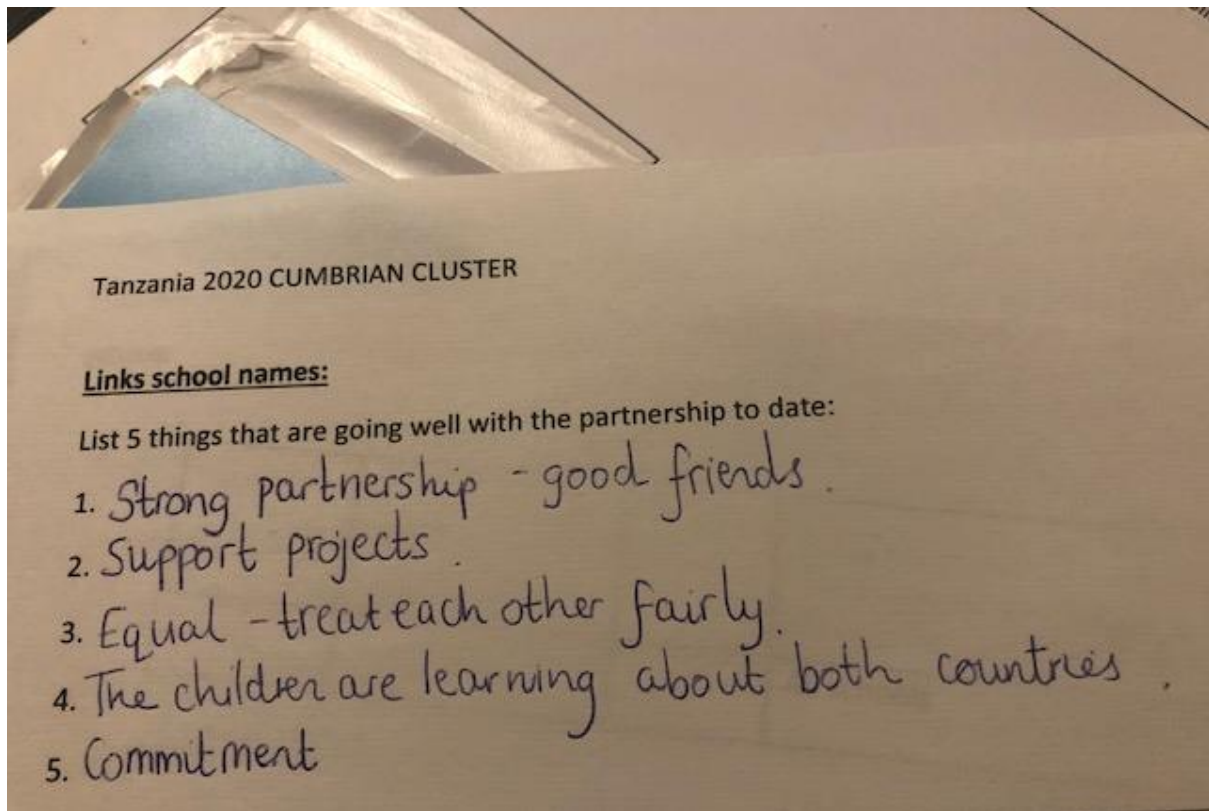 Tanzania 2020 CUMBRIAN CLUSTER
Links school names:
List 5 things that are going well with the partnership to date:
1. Strong partnership - good friends.
2. Support projects.
3. Equal - treat each other fairly.
4. The children are learning about both countries.
5. Commitment